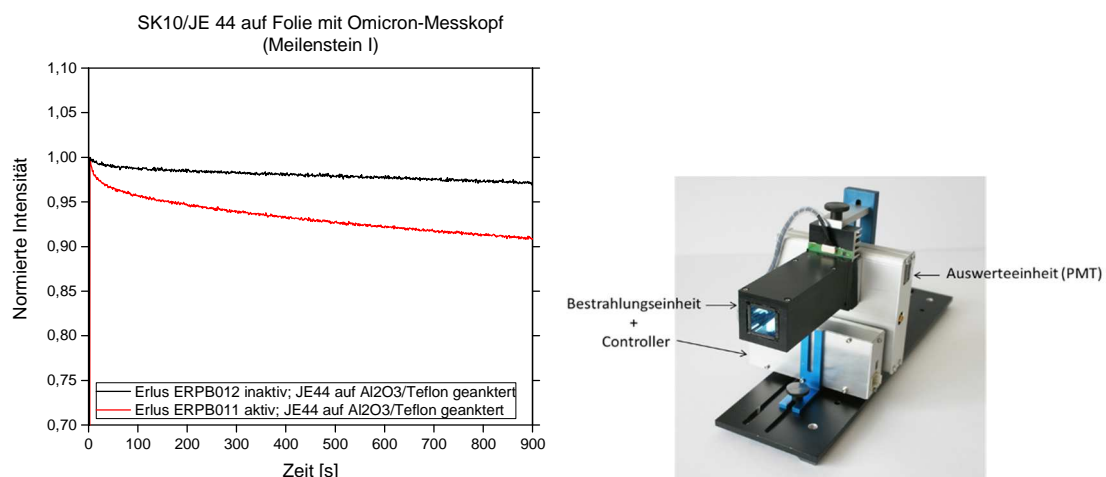 SK10/JE 44 auf Folie mit Omicron-Messkopf
(Meilenstein I)
1,10
1,05
1,00
0,95
0,90
0,85
0,80
0,75
0,70
Normierte Intensität
Erlus ERPB012 inaktiv; JE44 auf Al2O3/Teflon geankert
Erlus ERPB011 aktiv; JE44 auf Al2O3/Teflon geankert
0 100 200 300 400 500 600 700 800 900
Zeit [s]
Auswerteeinheit (PMT)
Bestrahlungseinheit
+
Controller